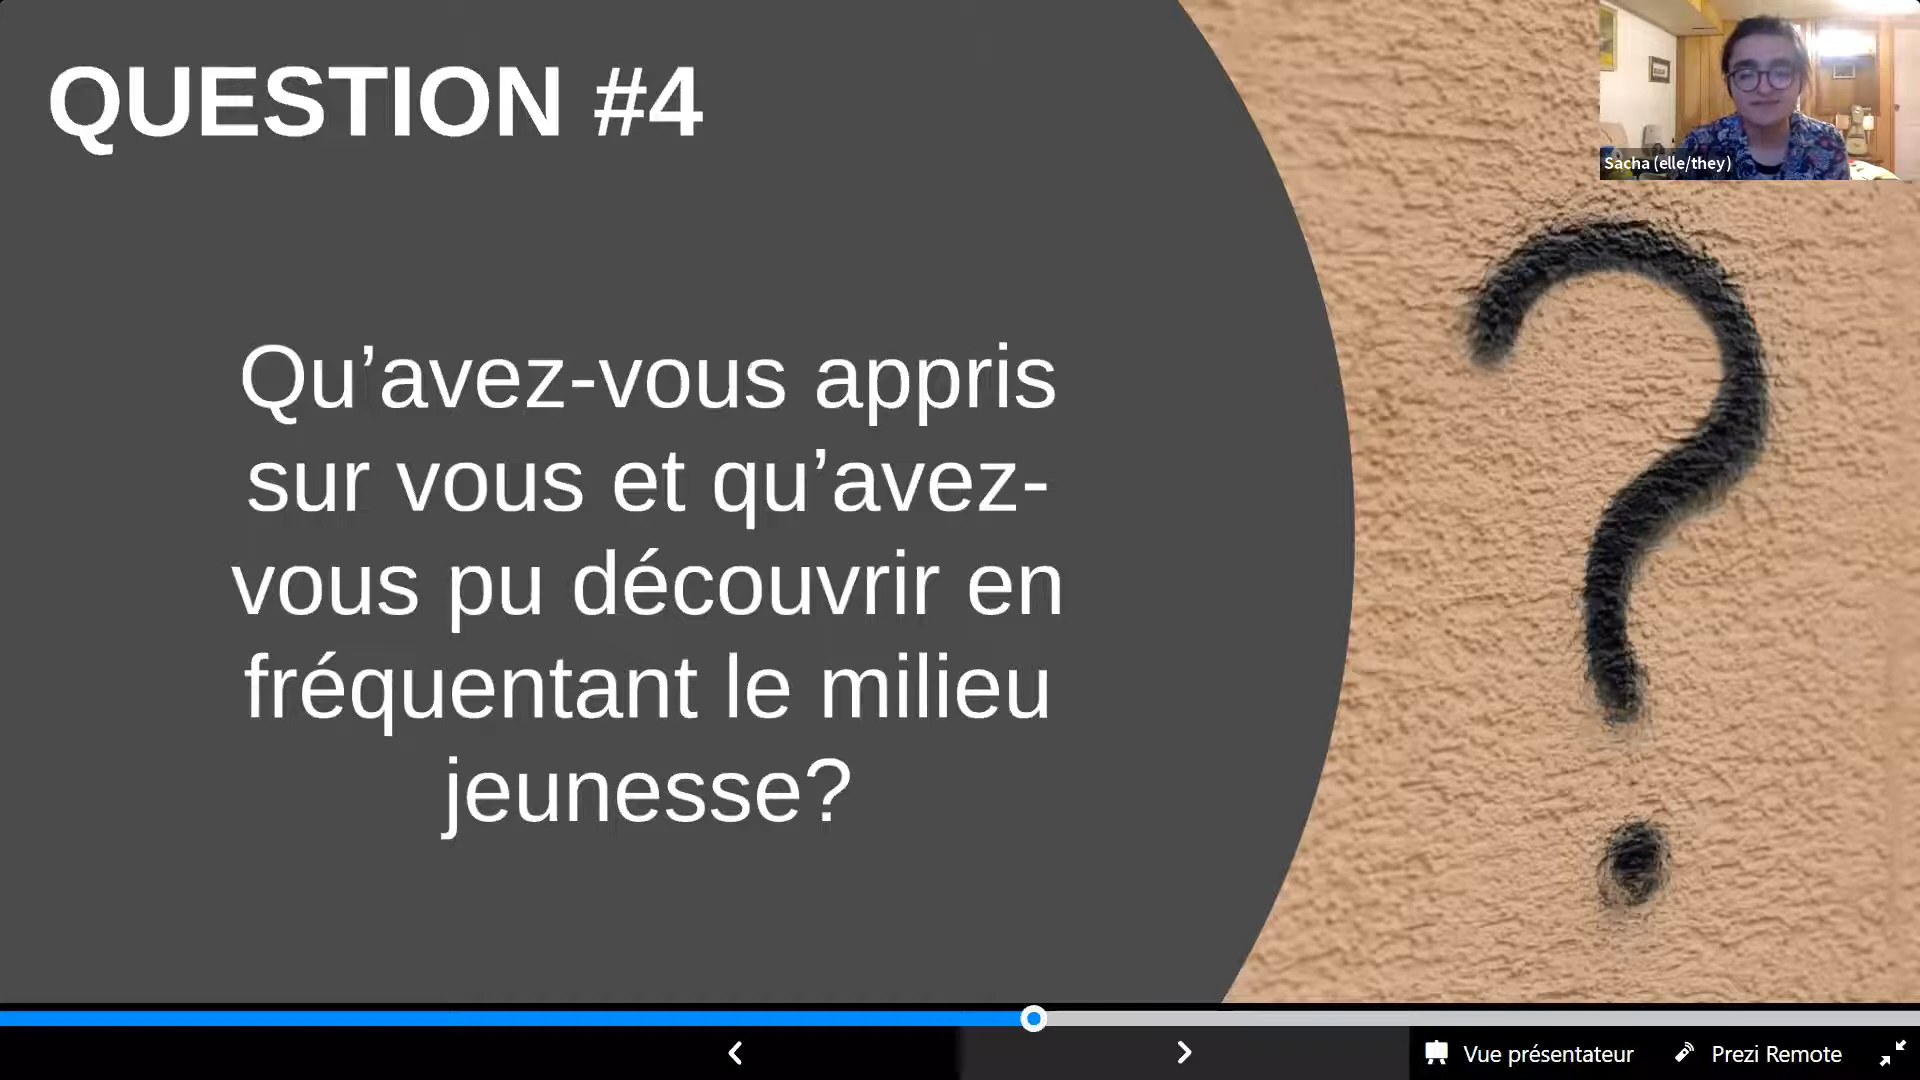 QUESTION #4
Sacha (elle/they)
Qu’avez-vous appris
sur vous et qu’avez-
vous pu découvrir en
fréquentant le milieu
jeunesse?
Vue présentateur
Prezi Remote